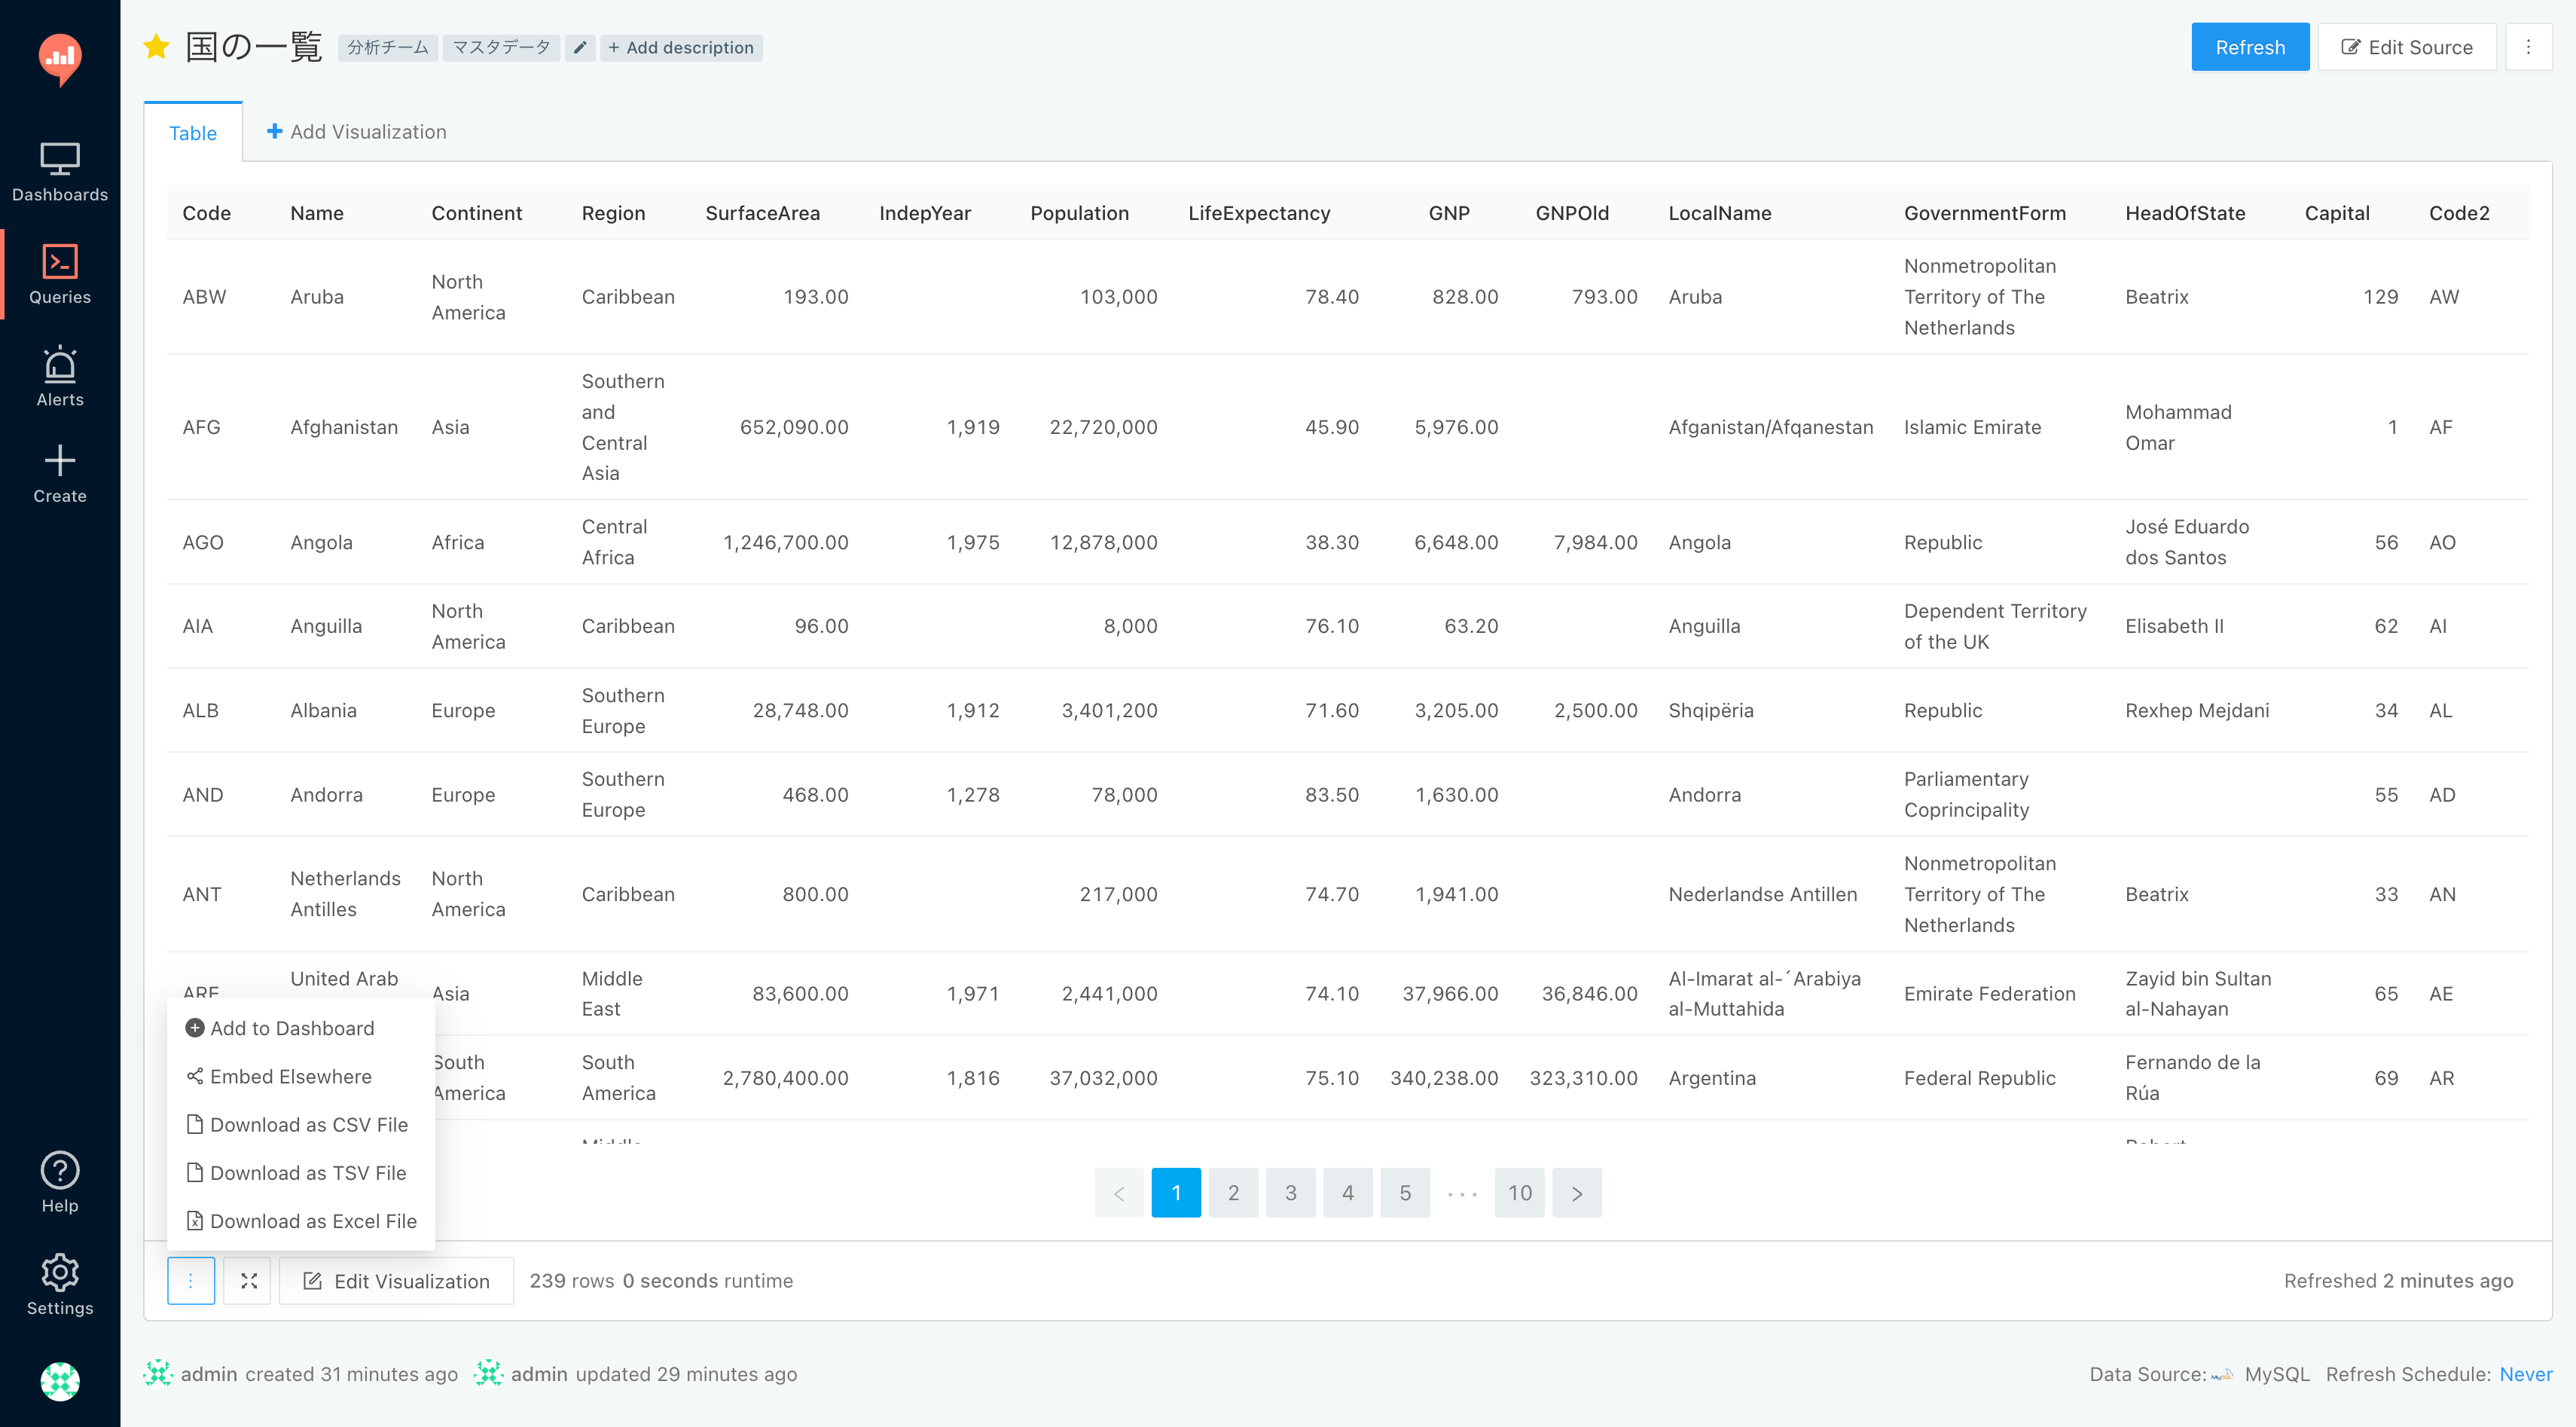 国の一覧 分析チーム マスタデータ + Add description
Refresh Edit Source
Dashboards
Queries
Alerts
Create
Help
Settings
Table Add Visualization
Code Name Continent Region SurfaceArea IndepYear Population LifeExpectancy GNP GNPOld LocalName GovernmentForm HeadOfState Capital Code2
ABW Aruba North America Caribbean 193.00 103,000 78.40 828.00 793.00 Aruba Nonmetropolitan Territory of The Netherlands Beatrix 129 AW
AFG Afghanistan Asia Southern and Central Asia 652,090.00 1,919 22,720,000 45.90 5,976.00 Afganistan/Afqanestan Islamic Emirate Mohammad Omar 1 AF
AGO Angola Africa Central Africa 1,246,700.00 1,975 12,878,000 38.30 6,648.00 7,984.00 Angola Republic José Eduardo dos Santos 56 AO
AIA Anguilla North America Caribbean 96.00 8,000 76.10 63.20 Anguilla Dependent Territory of the UK Elisabeth II 62 AI
ALB Albania Europe Southern Europe 28,748.00 1,912 3,401,200 71.60 3,205.00 2,500.00 Shqipëria Republic Rexhep Mejdani 34 AL
AND Andorra Europe Southern Europe 468.00 1,278 78,000 83.50 1,630.00 Andorra Parliamentary Coprincipality 55 AD
ANT Netherlands Antilles North America Caribbean 800.00 217,000 74.70 1,941.00 Nederlandse Antillen Nonmetropolitan Territory of The Netherlands Beatrix 33 AN
ARE United Arab Asia Middle East 83,600.00 1,971 2,441,000 74.10 37,966.00 36,846.00 Al-Imarat al-´Arabiya al-Muttahida Emirate Federation Zayid bin Sultan al-Nahayan 65 AE
South America South America 2,780,400.00 1,816 37,032,000 75.10 340,238.00 323,310.00 Argentina Federal Republic Fernando de la Rúa 69 AR
Add to Dashboard
Embed Elsewhere
Download as CSV File
Download as TSV File
Download as Excel File
< 1 2 3 4 5 ··· 10 >
Edit Visualization 239 rows 0 seconds runtime Refreshed 2 minutes ago
admin created 31 minutes ago admin updated 29 minutes ago Data Source: MySQL Refresh Schedule: Never